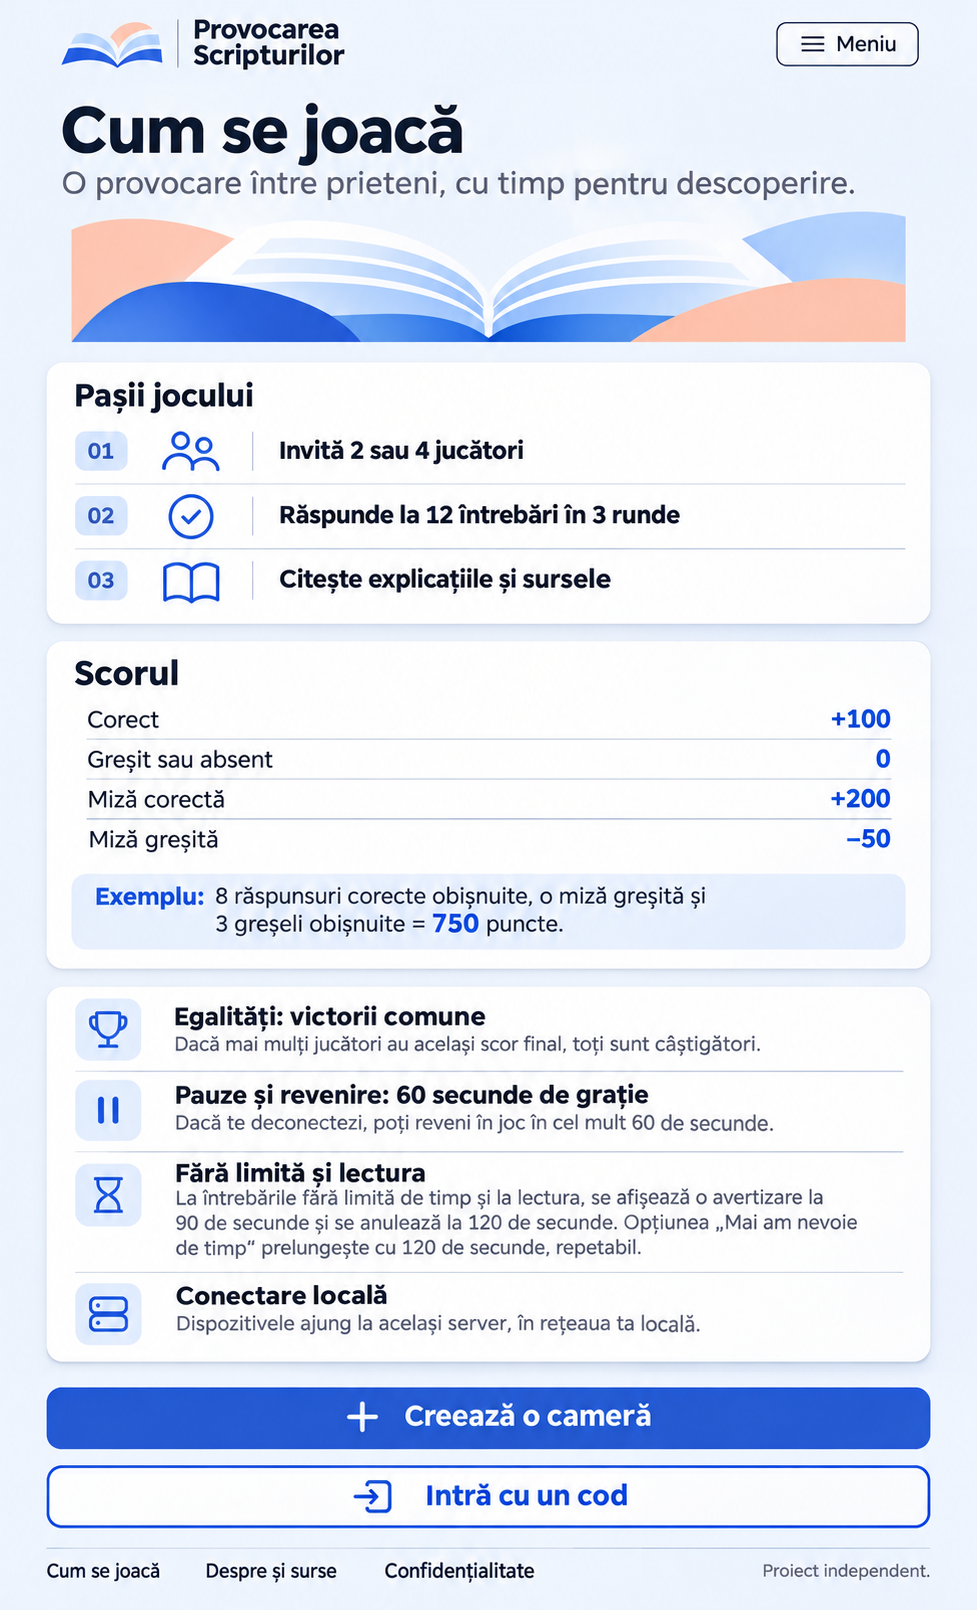 Provocarea
Scripturilor
Meniu
Cum se joacă
O provocare între prieteni, cu timp pentru descoperire.
Pașii jocului
01 Invită 2 sau 4 jucători
02 Răspunde la 12 întrebări în 3 runde
03 Citește explicațiile și sursele
Scorul
Corect +100
Greșit sau absent 0
Miză corectă +200
Miză greșită −50
Exemplu: 8 răspunsuri corecte obișnuite, o miză greșită și
3 greșeli obișnuite = 750 puncte.
Egalități: victorii comune
Dacă mai mulți jucători au același scor final, toți sunt câștigători.
Pauze și revenire: 60 secunde de grație
Dacă te deconectezi, poți reveni în joc în cel mult 60 de secunde.
Fără limită și lectura
La întrebările fără limită de timp și la lectura, se afișează o avertizare la
90 de secunde și se anulează la 120 de secunde. Opțiunea „Mai am nevoie
de timp” prelungește cu 120 de secunde, repetabil.
Conectare locală
Dispozitivele ajung la același server, în rețeaua ta locală.
Creează o cameră
Intră cu un cod
Cum se joacă Despre și surse Confidențialitate Proiect independent.